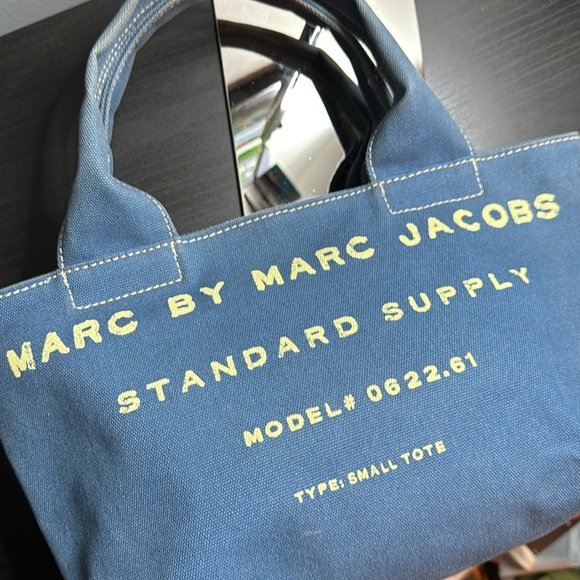 MARC BY MARC JACOBS
STANDARD SUPPLY
MODEL# 0622.61
TYPE: SMALL TOTE